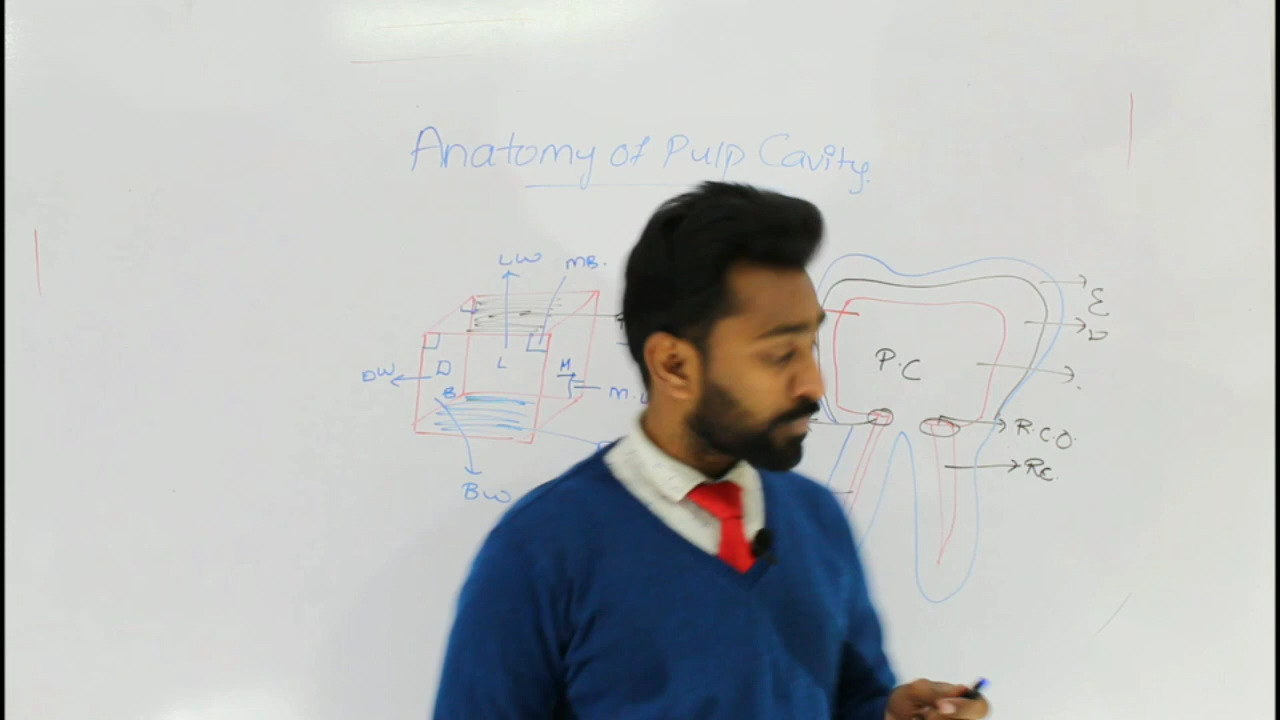 Anatomy of Pulp Cavity.
LW
MB.
DW
D
L
M
B
BW
P.C
E
D
R.C.O.
RC.